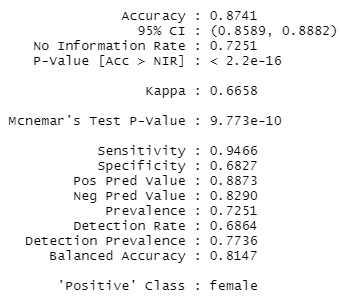 Accuracy : 0.8741
95% CI : (0.8589, 0.8882)
No Information Rate : 0.7251
P-Value [Acc > NIR] : < 2.2e-16
Kappa : 0.6658
Mcnemar's Test P-Value : 9.773e-10
Sensitivity : 0.9466
Specificity : 0.6827
Pos Pred Value : 0.8873
Neg Pred Value : 0.8290
Prevalence : 0.7251
Detection Rate : 0.6864
Detection Prevalence : 0.7736
Balanced Accuracy : 0.8147
'Positive' Class : female